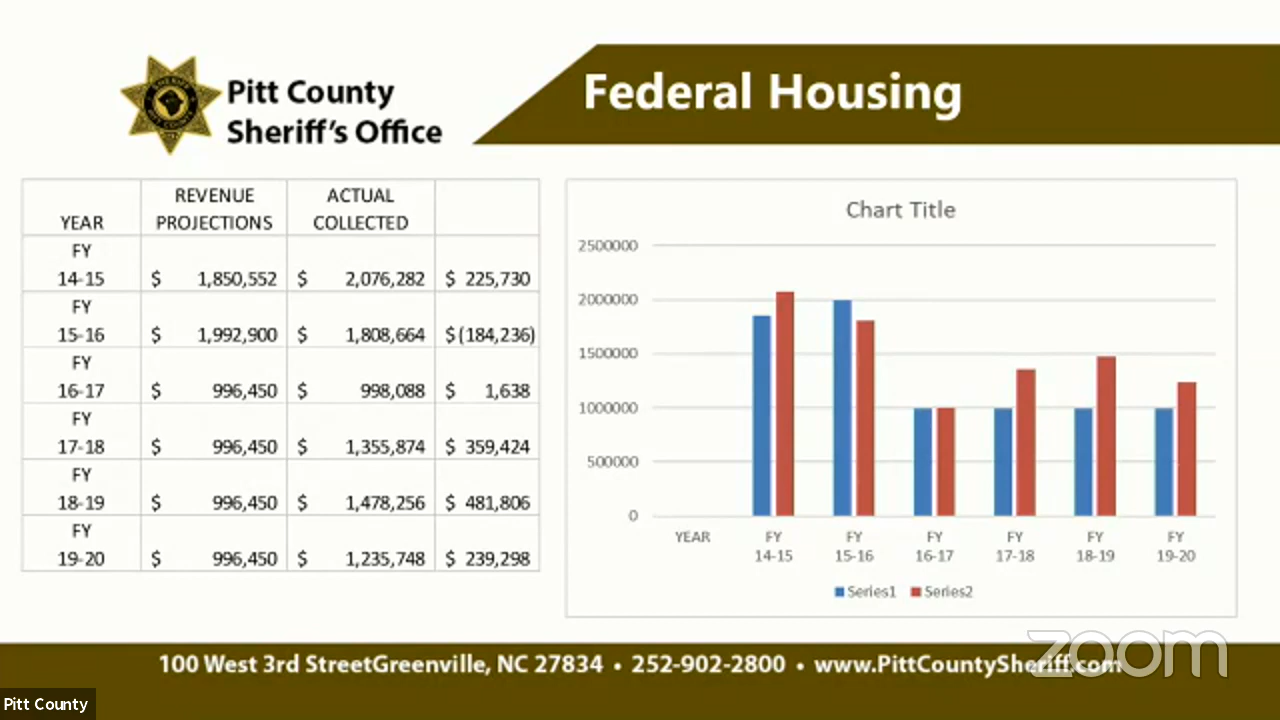 Pitt County
Sheriff's Office
Federal Housing
YEAR REVENUE PROJECTIONS ACTUAL COLLECTED
FY 14-15 $ 1,850,552 $ 2,076,282 $ 225,730
FY 15-16 $ 1,992,900 $ 1,808,664 $ (184,236)
FY 16-17 $ 996,450 $ 998,088 $ 1,638
FY 17-18 $ 996,450 $ 1,355,874 $ 359,424
FY 18-19 $ 996,450 $ 1,478,256 $ 481,806
FY 19-20 $ 996,450 $ 1,235,748 $ 239,298
Chart Title
2500000
2000000
1500000
1000000
500000
0
YEAR FY 14-15 FY 15-16 FY 16-17 FY 17-18 FY 18-19 FY 19-20
Series1 Series2
100 West 3rd StreetGreenville, NC 27834 • 252-902-2800 • www.PittCountySheriff.com
zoom
Pitt County